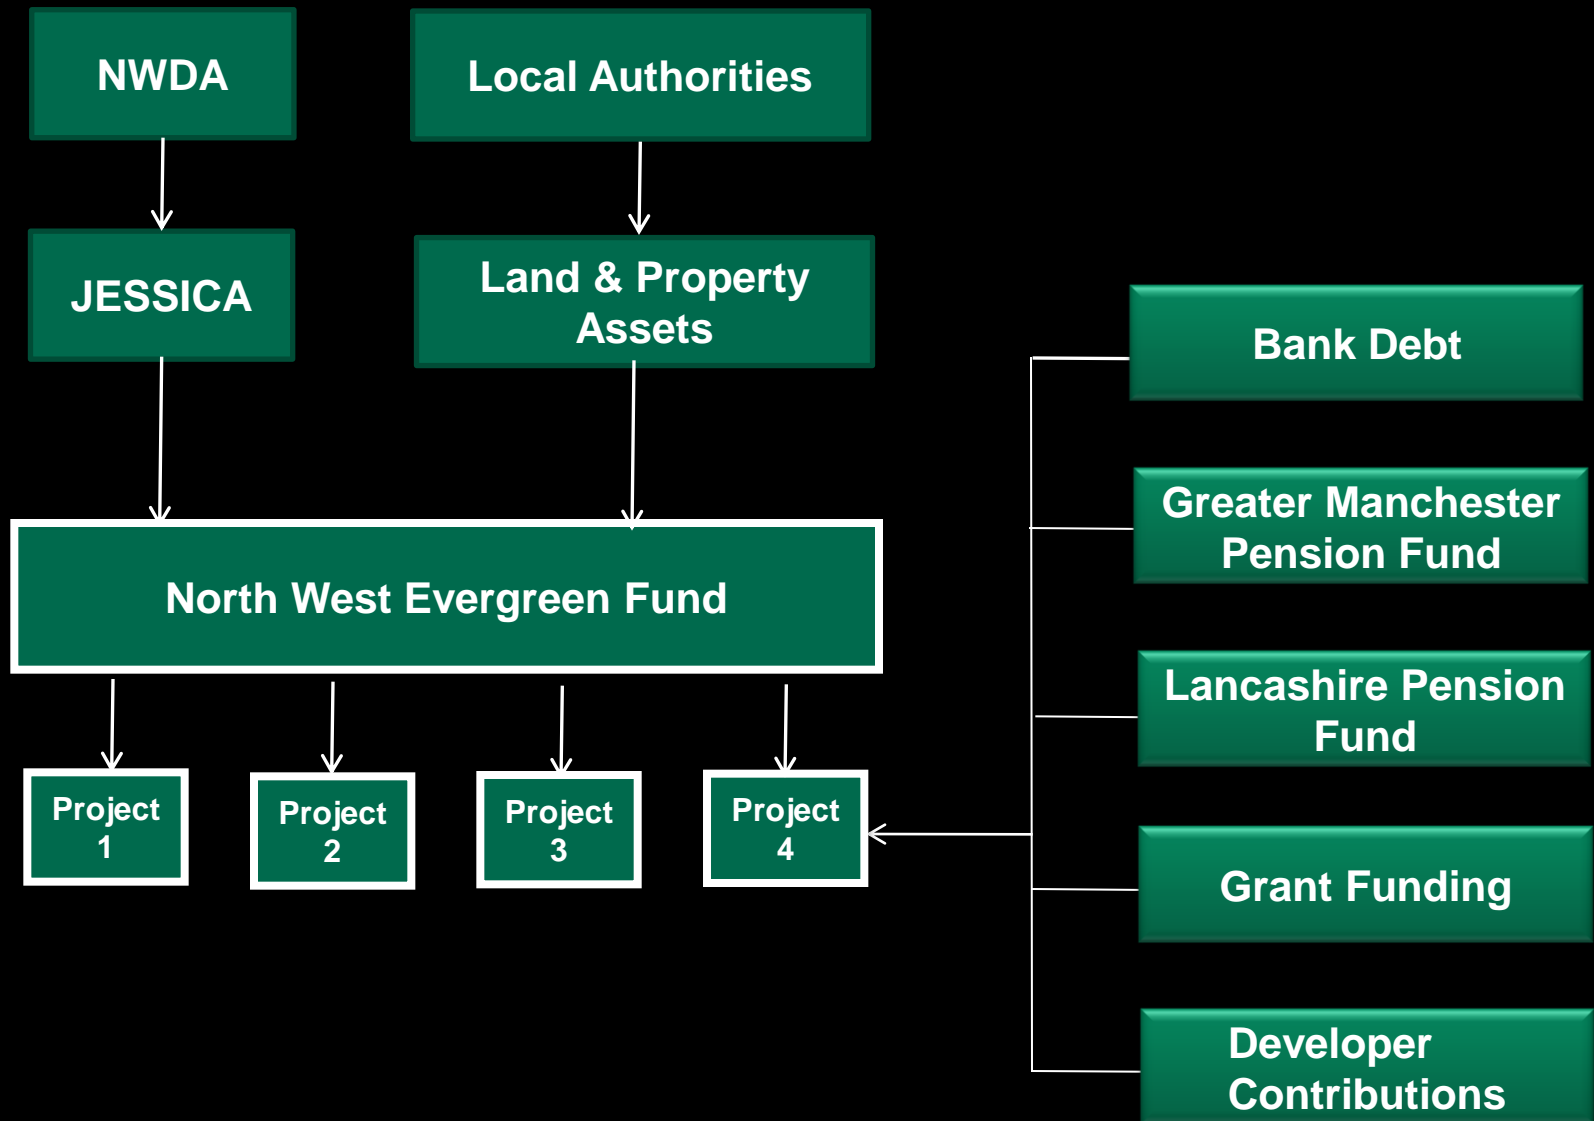 NWDA
Local Authorities
JESSICA
Land & Property
Assets
North West Evergreen Fund
Project
1
Project
2
Project
3
Project
4
Bank Debt
Greater Manchester
Pension Fund
Lancashire Pension
Fund
Grant Funding
Developer
Contributions